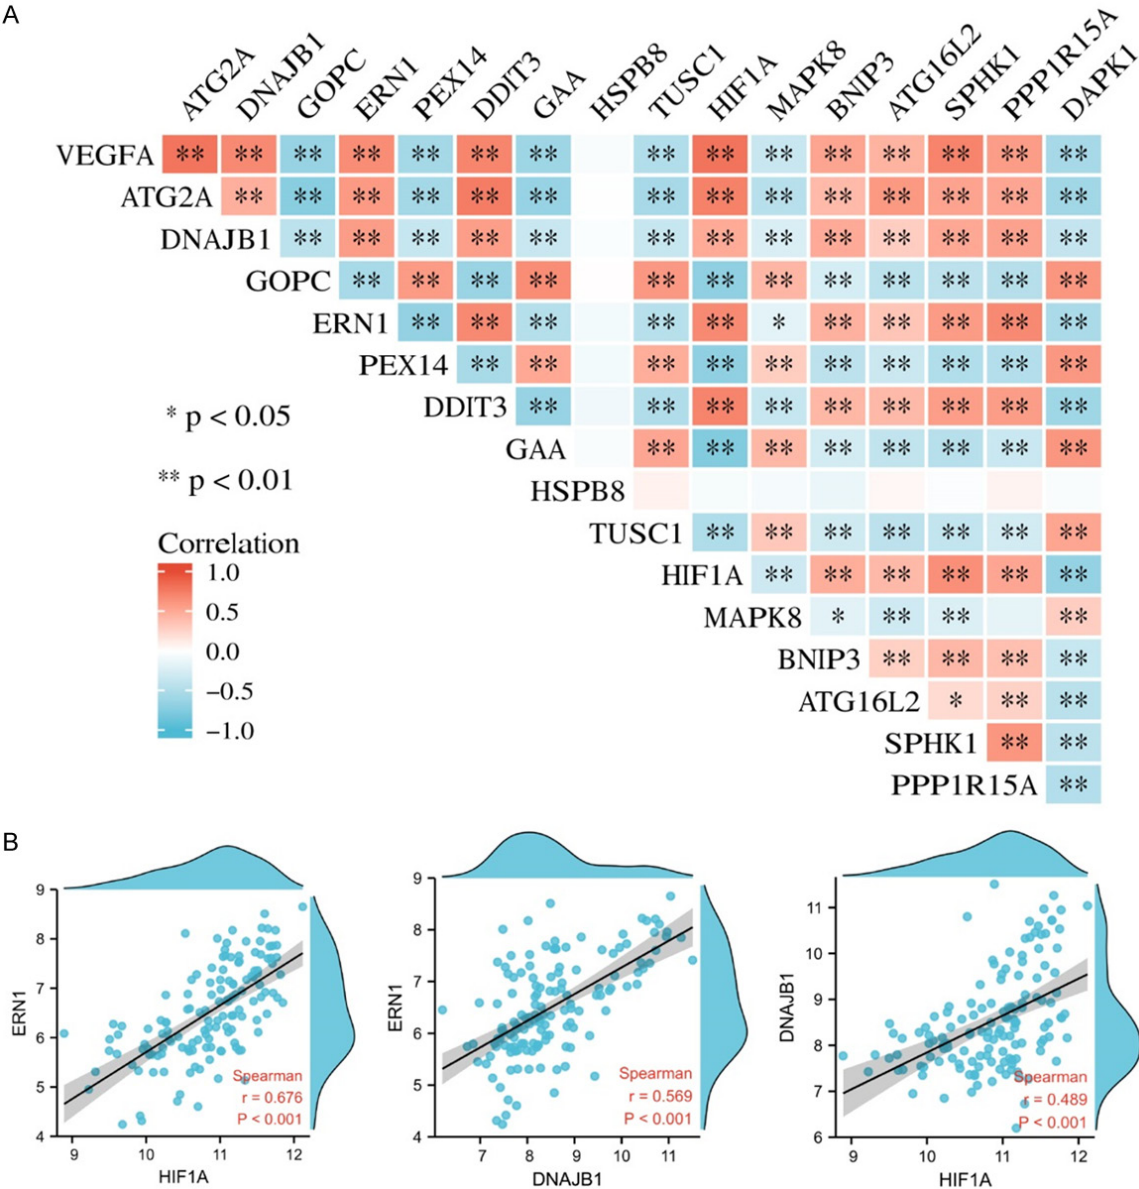 A
ATG2A DNAJB1 GOPC ERN1 PEX14 DDIT3 GAA HSPB8 TUSC1 HIF1A MAPK8 BNIP3 ATG16L2 SPHK1 PPP1R15A DAPK1
VEGFA ** ** ** ** ** ** ** ** ** ** ** ** ** ** **
ATG2A ** ** ** ** ** ** ** ** ** ** ** ** ** **
DNAJB1 ** ** ** ** ** ** ** ** ** ** ** ** **
GOPC ** ** ** ** ** ** ** ** ** ** ** **
ERN1 ** ** ** ** ** * ** ** ** ** **
PEX14 ** ** ** ** ** ** ** ** ** **
DDIT3 ** ** ** ** ** ** ** ** **
GAA ** ** ** ** ** ** ** **
HSPB8
TUSC1 ** ** ** ** ** ** **
HIF1A ** ** ** ** ** **
MAPK8 * ** ** **
BNIP3 ** ** ** **
ATG16L2 * ** **
SPHK1 ** **
PPP1R15A **
* p < 0.05
** p < 0.01
Correlation
1.0
0.5
0.0
−0.5
−1.0
B
9
8
7
6
5
4
ERN1
Spearman
r = 0.676
P < 0.001
9 10 11 12
HIF1A
9
8
7
6
5
4
ERN1
Spearman
r = 0.569
P < 0.001
7 8 9 10 11
DNAJB1
11
10
9
8
7
6
DNAJB1
Spearman
r = 0.489
P < 0.001
9 10 11 12
HIF1A